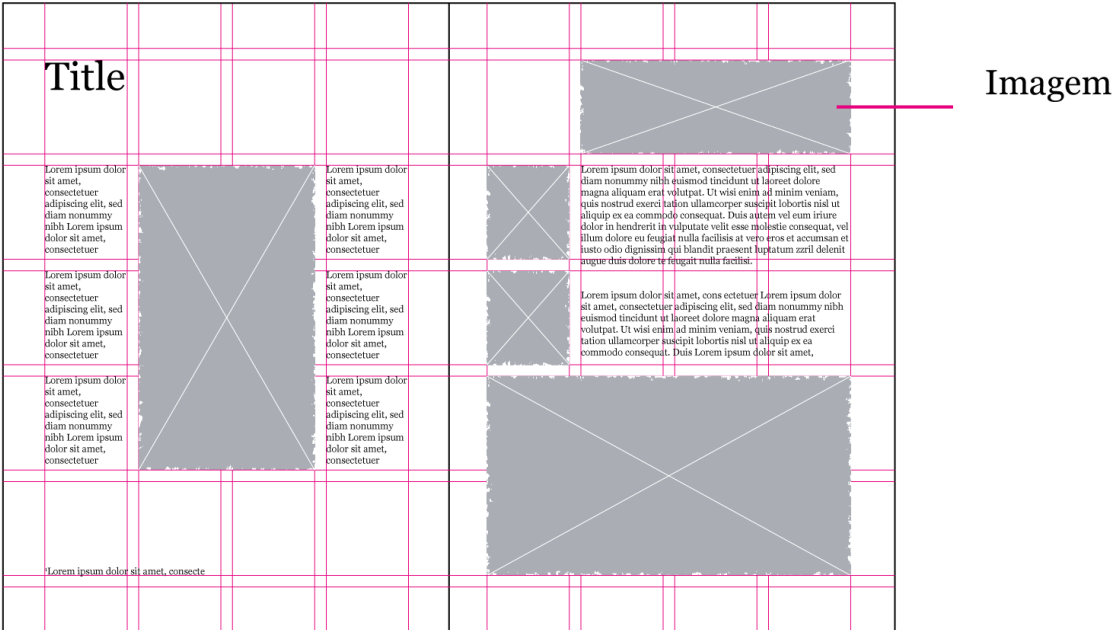 Title
Lorem ipsum dolor
sit amet,
consectetuer
adipiscing elit, sed
diam nonummy
nibh Lorem ipsum
dolor sit amet,
consectetuer
Lorem ipsum dolor
sit amet,
consectetuer
adipiscing elit, sed
diam nonummy
nibh Lorem ipsum
dolor sit amet,
consectetuer
Lorem ipsum dolor
sit amet,
consectetuer
adipiscing elit, sed
diam nonummy
nibh Lorem ipsum
dolor sit amet,
consectetuer
Lorem ipsum dolor
sit amet,
consectetuer
adipiscing elit, sed
diam nonummy
nibh Lorem ipsum
dolor sit amet,
consectetuer
Lorem ipsum dolor
sit amet,
consectetuer
adipiscing elit, sed
diam nonummy
nibh Lorem ipsum
dolor sit amet,
consectetuer
Lorem ipsum dolor
sit amet,
consectetuer
adipiscing elit, sed
diam nonummy
nibh Lorem ipsum
dolor sit amet,
consectetuer
¹Lorem ipsum dolor sit amet, consecte
Lorem ipsum dolor sit amet, consectetuer adipiscing elit, sed
diam nonummy nibh euismod tincidunt ut laoreet dolore
magna aliquam erat volutpat. Ut wisi enim ad minim veniam,
quis nostrud exerci tation ullamcorper suscipit lobortis nisl ut
aliquip ex ea commodo consequat. Duis autem vel eum iriure
dolor in hendrerit in vulputate velit esse molestie consequat, vel
illum dolore eu feugiat nulla facilisis at vero eros et accumsan et
iusto odio dignissim qui blandit praesent luptatum zzril delenit
augue duis dolore te feugait nulla facilisi.
Lorem ipsum dolor sit amet, cons ectetuer Lorem ipsum dolor
sit amet, consectetuer adipiscing elit, sed diam nonummy nibh
euismod tincidunt ut laoreet dolore magna aliquam erat
volutpat. Ut wisi enim ad minim veniam, quis nostrud exerci
tation ullamcorper suscipit lobortis nisl ut aliquip ex ea
commodo consequat. Duis Lorem ipsum dolor sit amet,
Imagem